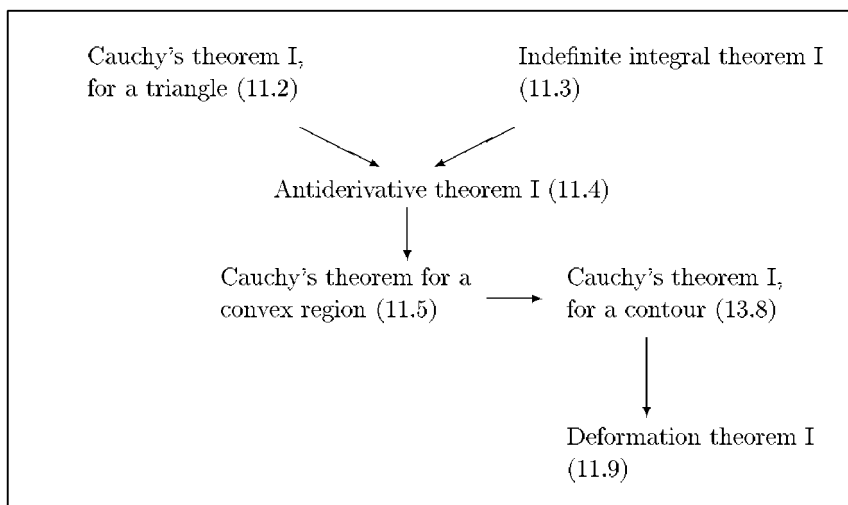 Cauchy's theorem I,
for a triangle (11.2)
Indefinite integral theorem I
(11.3)
Antiderivative theorem I (11.4)
Cauchy's theorem for a
convex region (11.5)
Cauchy's theorem I,
for a contour (13.8)
Deformation theorem I
(11.9)